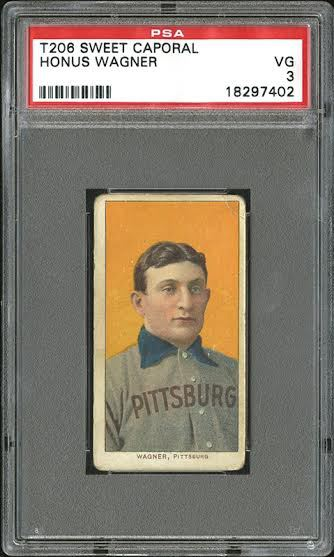 PSA
T206 SWEET CAPORAL
HONUS WAGNER
VG
3
18297402
PITTSBURG
WAGNER, PITTSBURG